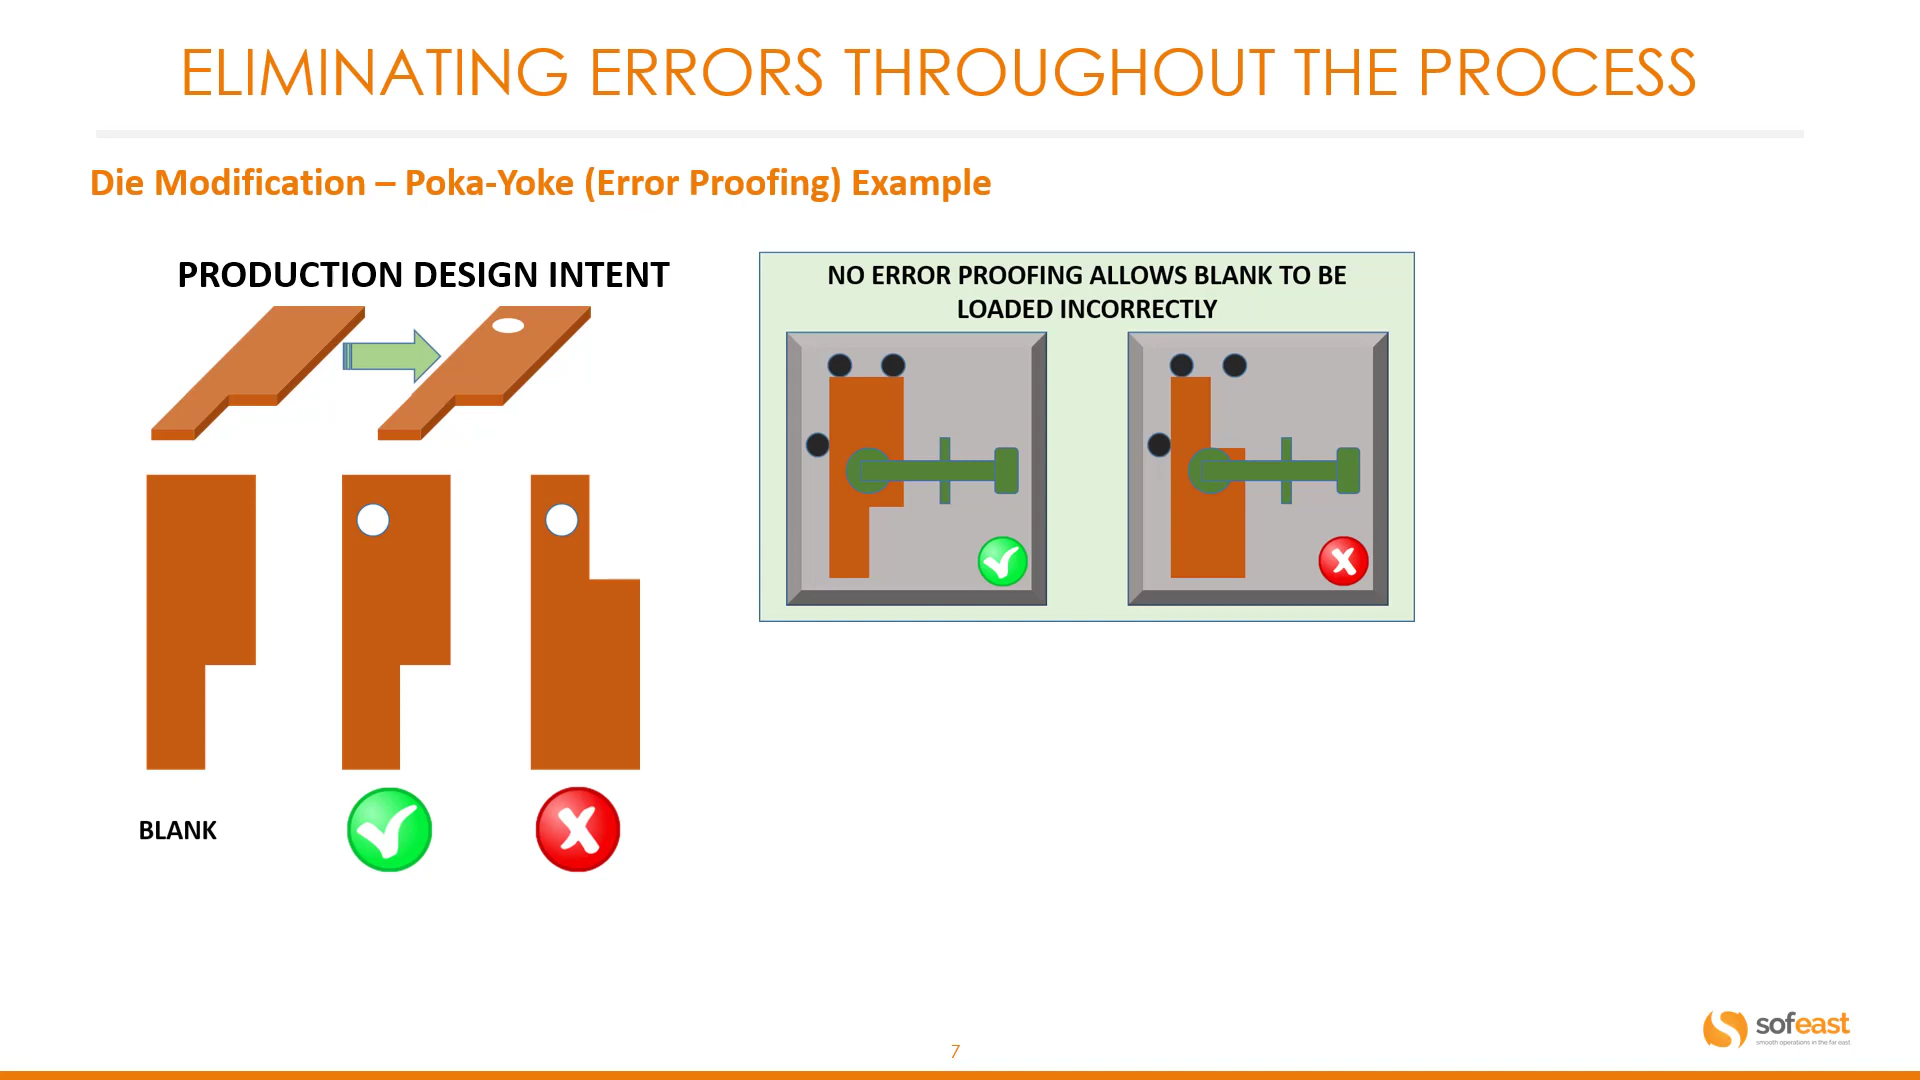 ELIMINATING ERRORS THROUGHOUT THE PROCESS
Die Modification – Poka-Yoke (Error Proofing) Example
PRODUCTION DESIGN INTENT
NO ERROR PROOFING ALLOWS BLANK TO BE
LOADED INCORRECTLY
BLANK
sofeast
smooth operations in the far east
7